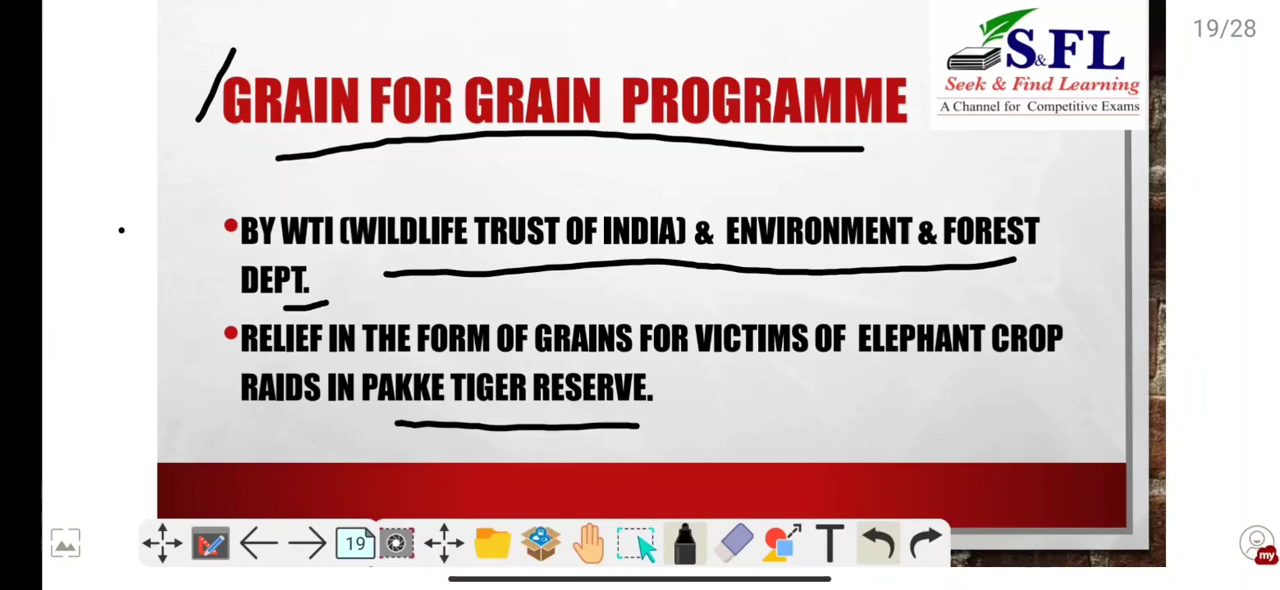 19/28
S&FL
Seek & Find Learning
A Channel for Competitive Exams
GRAIN FOR GRAIN PROGRAMME
•BY WTI (WILDLIFE TRUST OF INDIA) & ENVIRONMENT & FOREST
DEPT.
•RELIEF IN THE FORM OF GRAINS FOR VICTIMS OF ELEPHANT CROP
RAIDS IN PAKKE TIGER RESERVE.
19
T
my